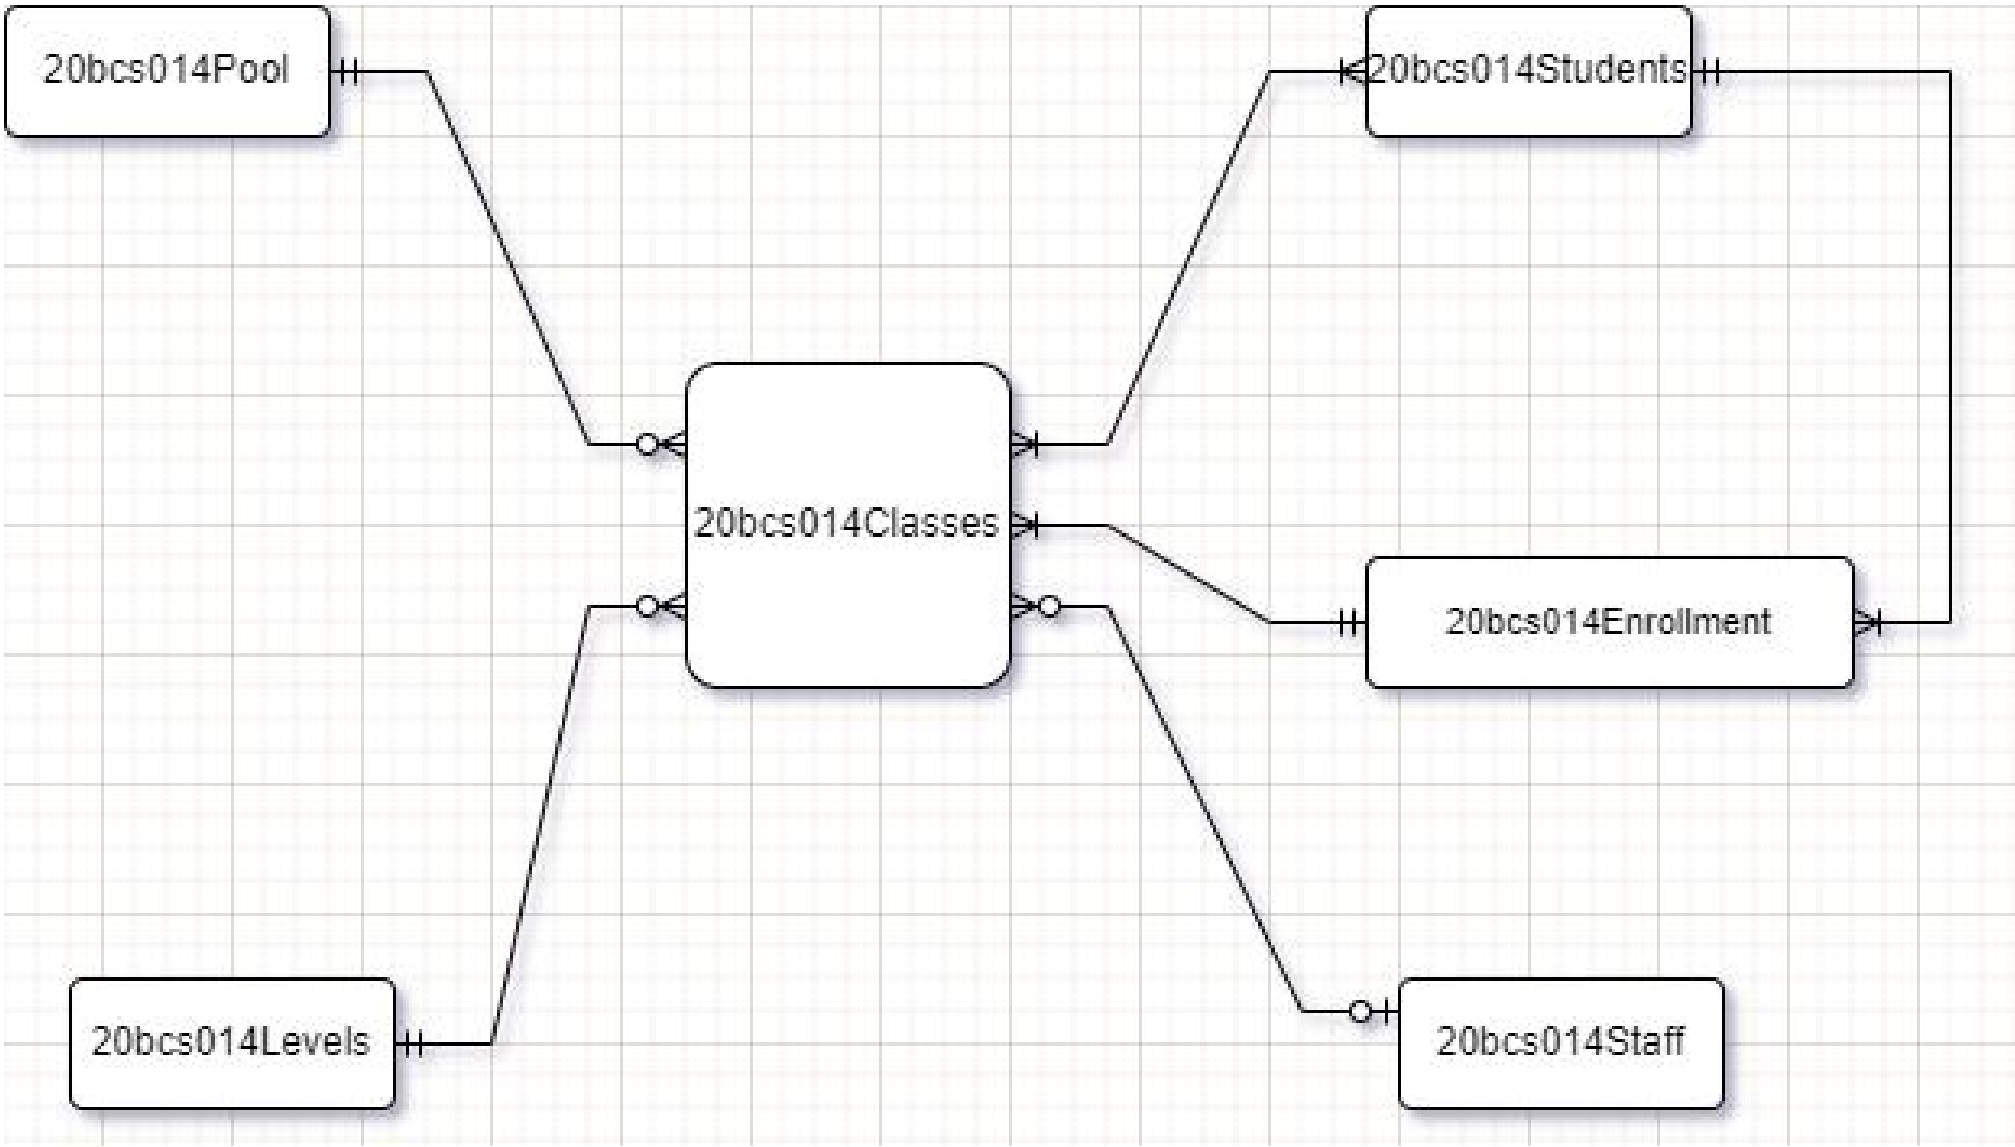 20bcs014Pool
20bcs014Students
20bcs014Classes
20bcs014Enrollment
20bcs014Levels
20bcs014Staff